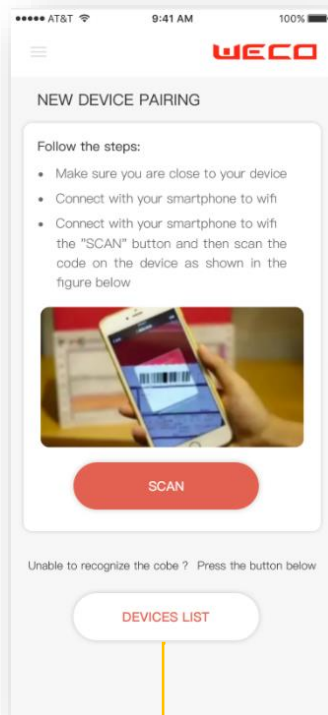 AT&T 9:41 AM 100%
WECO
NEW DEVICE PAIRING
Follow the steps:
• Make sure you are close to your device
• Connect with your smartphone to wifi
• Connect with your smartphone to wifi
the "SCAN" button and then scan the
code on the device as shown in the
figure below
SCAN
Unable to recognize the cobe ? Press the button below
DEVICES LIST